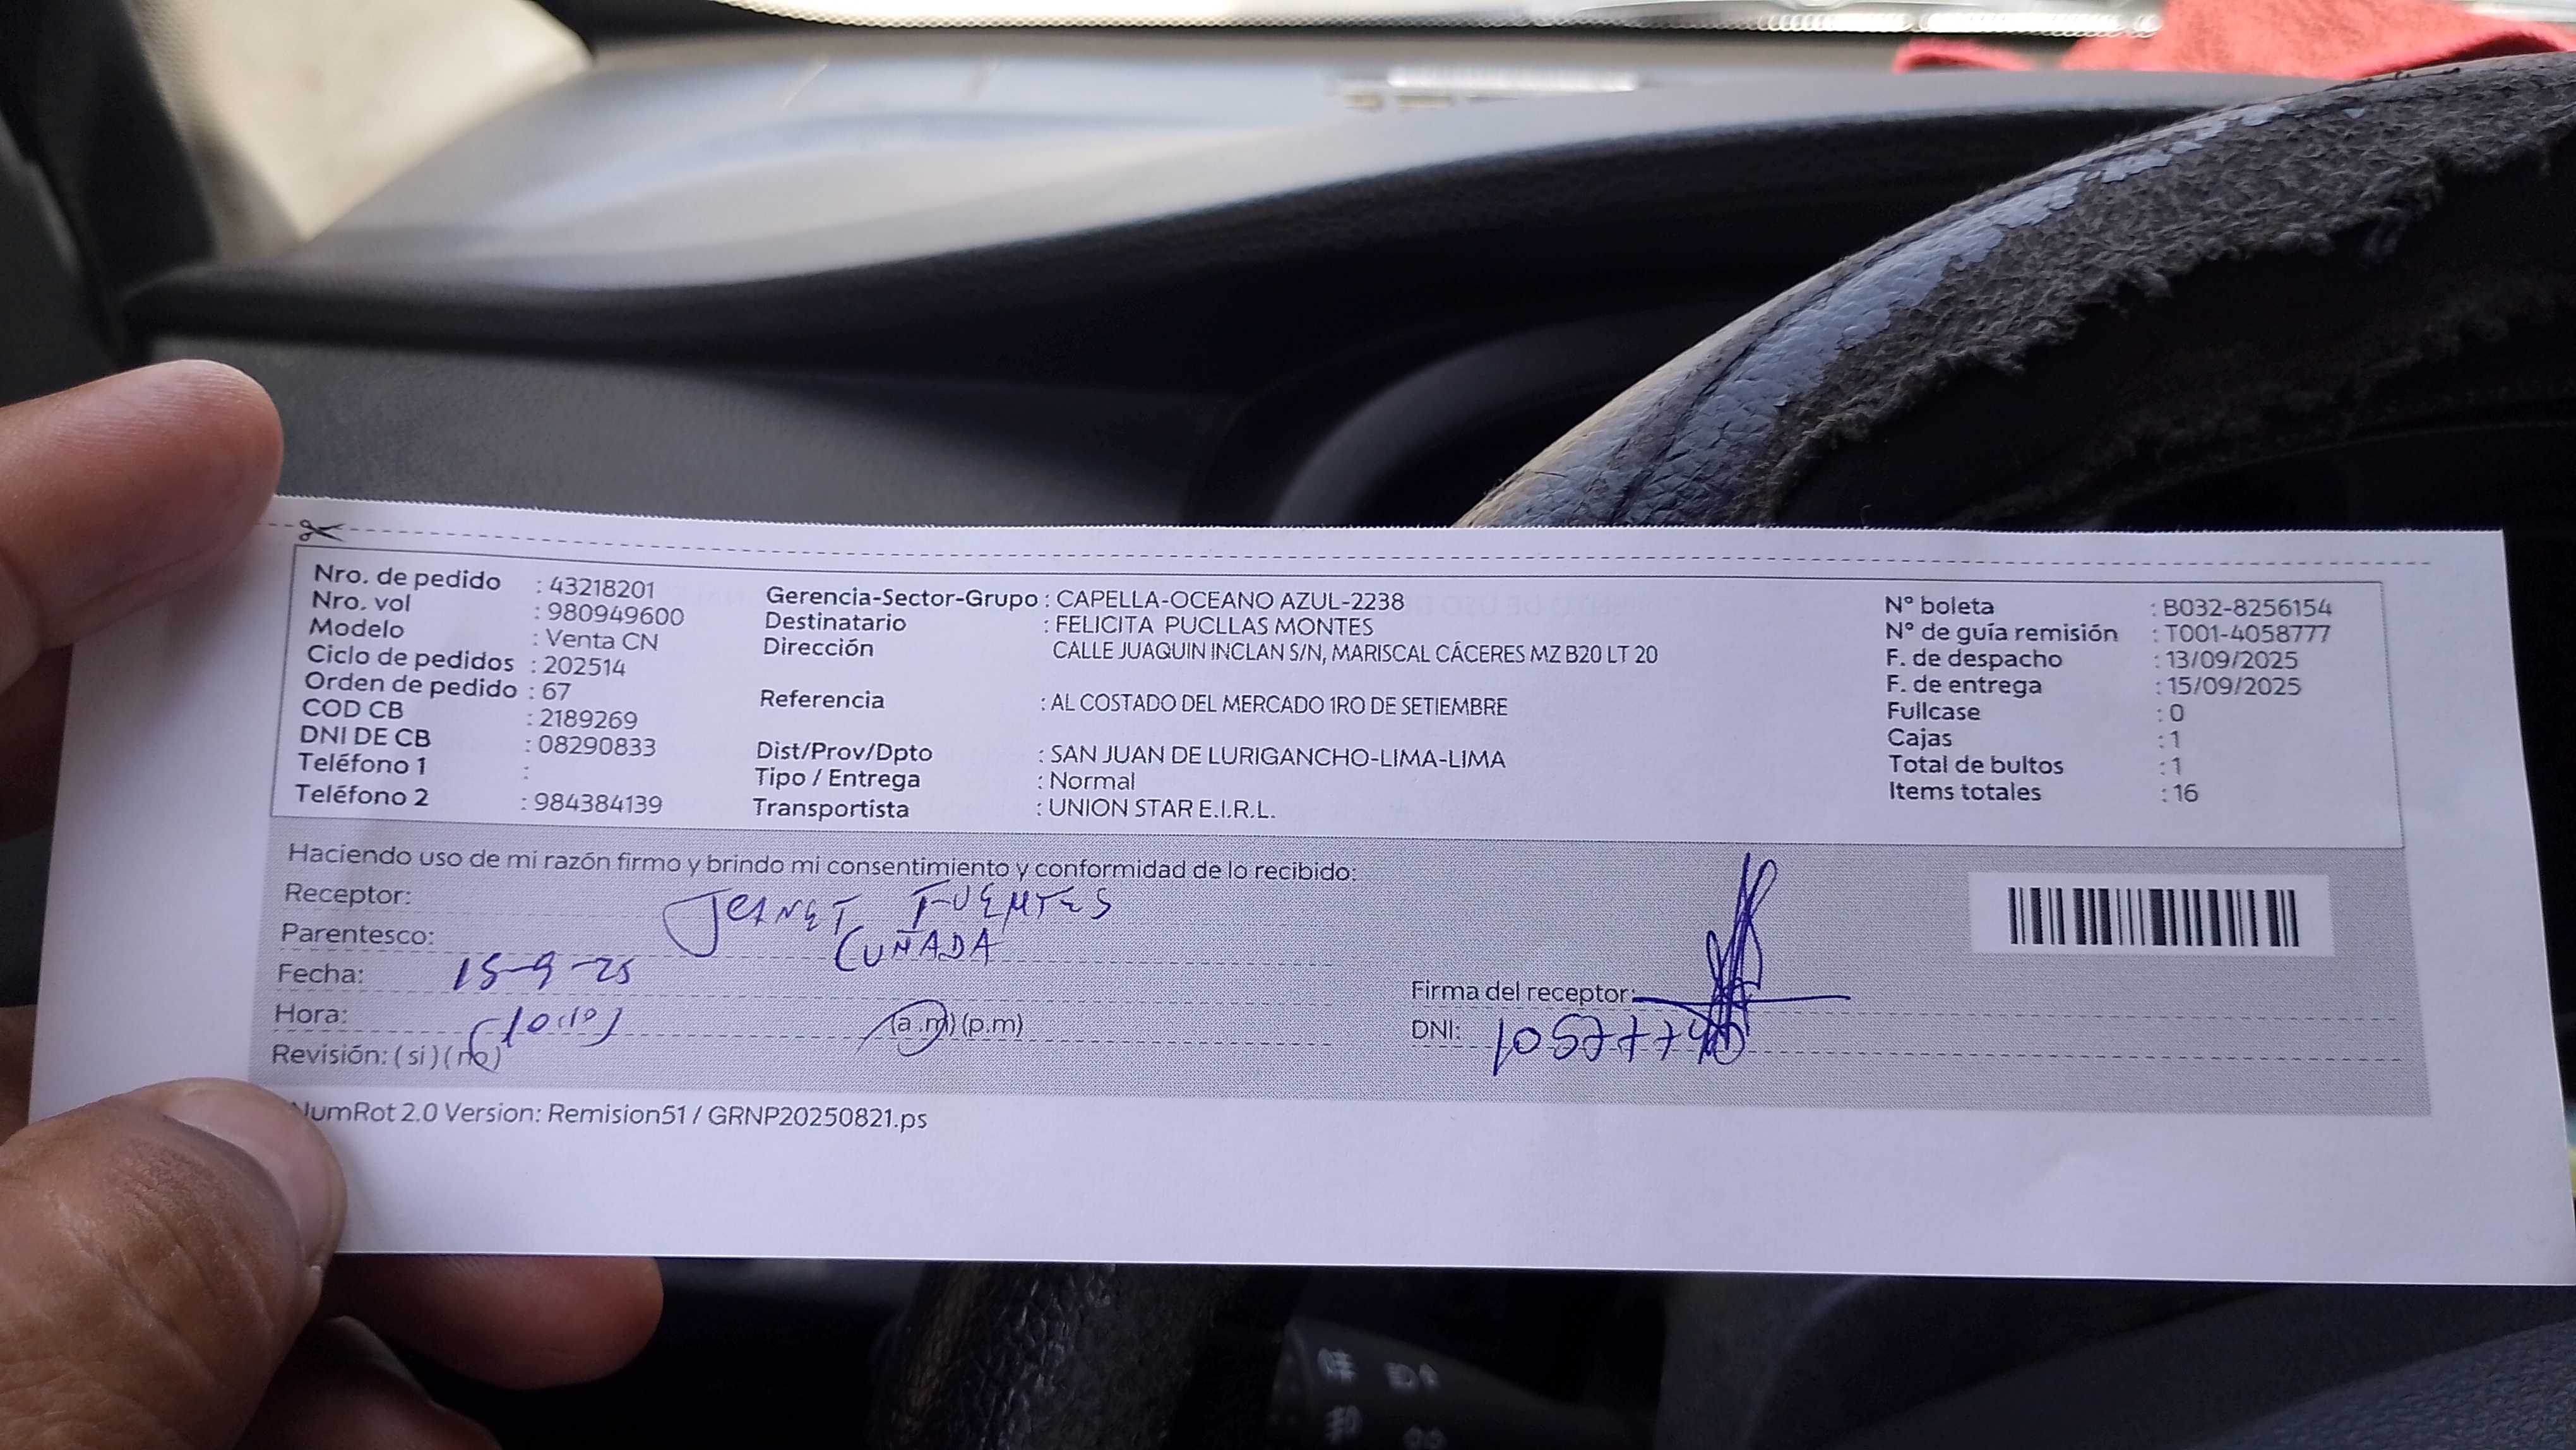 Nro. de pedido : 43218201
Nro. vol : 980949600
Modelo : Venta CN
Ciclo de pedidos : 202514
Orden de pedido : 67
COD CB : 2189269
DNI DE CB : 08290833
Teléfono 1 :
Teléfono 2 : 984384139
Gerencia-Sector-Grupo : CAPELLA-OCEANO AZUL-2238
Destinatario : FELICITA PUCLLAS MONTES
Dirección CALLE JUAQUIN INCLAN S/N, MARISCAL CÁCERES MZ B20 LT 20
Referencia : AL COSTADO DEL MERCADO 1RO DE SETIEMBRE
Dist/Prov/Dpto : SAN JUAN DE LURIGANCHO-LIMA-LIMA
Tipo / Entrega : Normal
Transportista : UNION STAR E.I.R.L.
N° boleta : B032-8256154
N° de guía remisión : T001-4058777
F. de despacho : 13/09/2025
F. de entrega : 15/09/2025
Fullcase : 0
Cajas : 1
Total de bultos : 1
Items totales : 16
Haciendo uso de mi razón firmo y brindo mi consentimiento y conformidad de lo recibido:
Receptor: JEANET FUENTES
Parentesco: CUÑADA
Fecha: 15-9-25
Hora: (a.m) (p.m)
Revisión: (si) (no)
Firma del receptor:
DNI:
NumRot 2.0 Version: Remision51 / GRNP20250821.ps